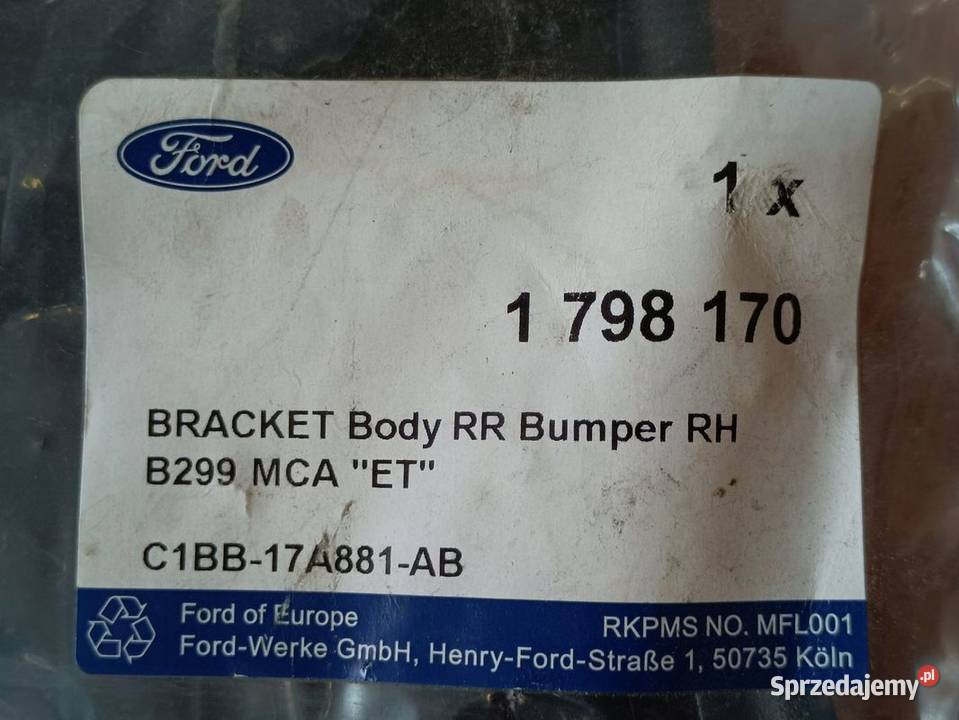 Ford
1 x
1 798 170
BRACKET Body RR Bumper RH
B299 MCA "ET"
C1BB-17A881-AB
Ford of Europe
RKPMS NO. MFL001
Ford-Werke GmbH, Henry-Ford-Straße 1, 50735 Köln
Sprzedajemy.pl